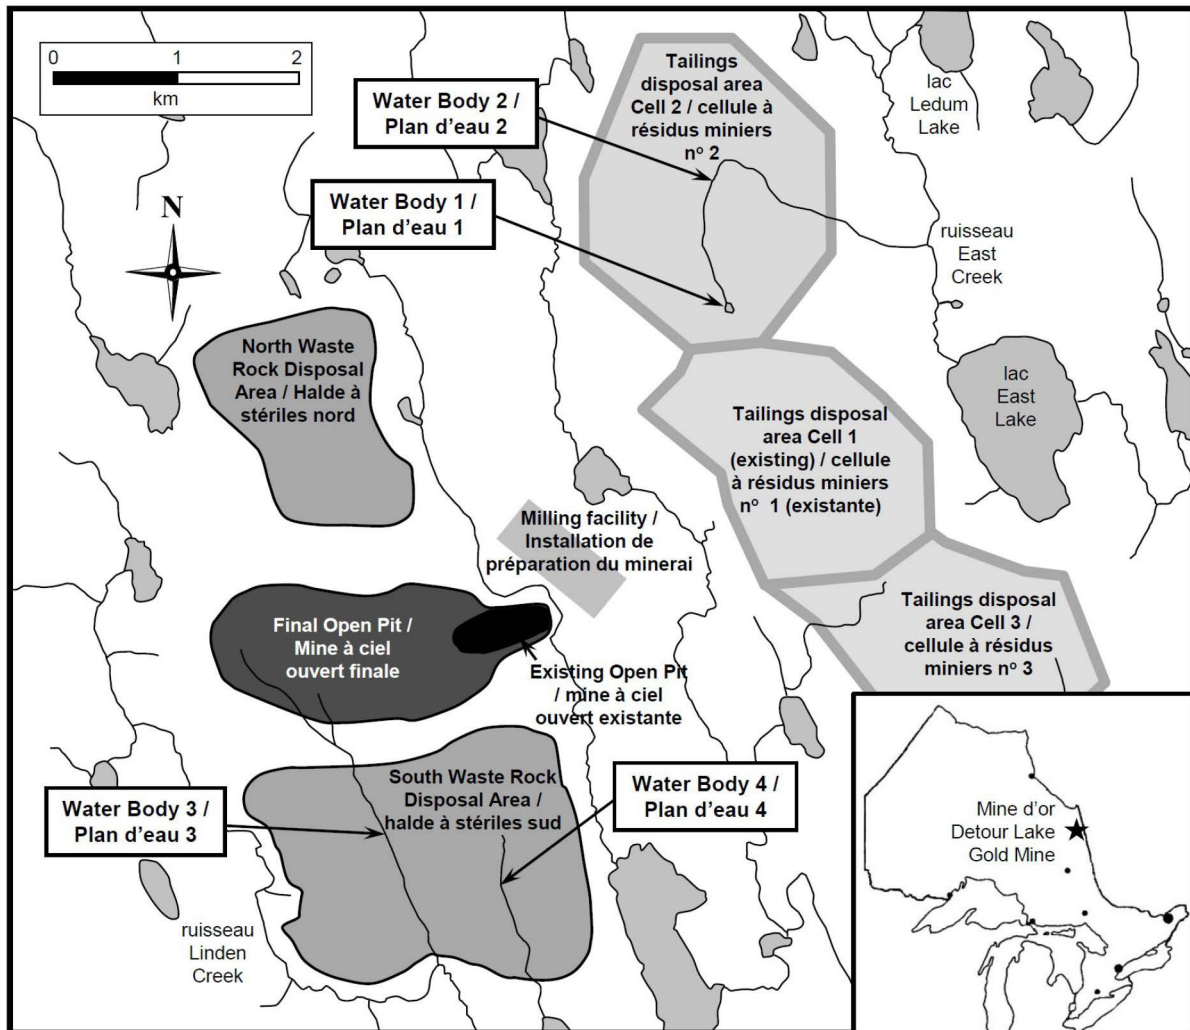 0 1 2
km
Tailings
disposal area
Cell 2 / cellule à
résidus miniers
nº 2
Water Body 2 /
Plan d'eau 2
lac
Ledum
Lake
Water Body 1 /
Plan d'eau 1
N
ruisseau
East
Creek
North Waste
Rock Disposal
Area / Halde à
stériles nord
lac
East
Lake
Tailings disposal
area Cell 1
(existing) / cellule
à résidus miniers
nº 1 (existante)
Milling facility /
Installation de
préparation du minerai
Tailings disposal
area Cell 3 /
cellule à résidus
miniers nº 3
Final Open Pit /
Mine à ciel
ouvert finale
Existing Open Pit
/ mine à ciel
ouvert existante
South Waste Rock
Disposal Area /
halde à stériles sud
Water Body 4 /
Plan d'eau 4
Water Body 3 /
Plan d'eau 3
Mine d'or
Detour Lake
Gold Mine
ruisseau
Linden
Creek